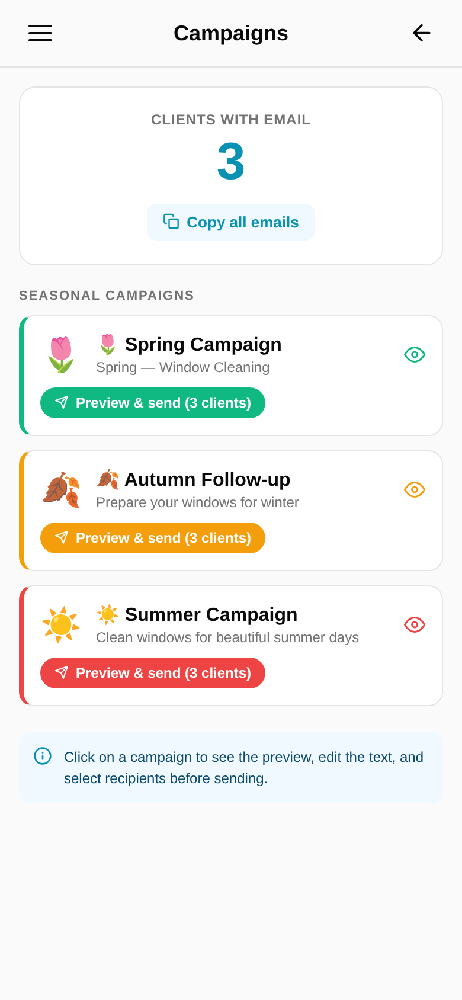 Campaigns
CLIENTS WITH EMAIL
3
Copy all emails
SEASONAL CAMPAIGNS
🌷 Spring Campaign
Spring — Window Cleaning
Preview & send (3 clients)
🍂 Autumn Follow-up
Prepare your windows for winter
Preview & send (3 clients)
☀️ Summer Campaign
Clean windows for beautiful summer days
Preview & send (3 clients)
Click on a campaign to see the preview, edit the text, and
select recipients before sending.